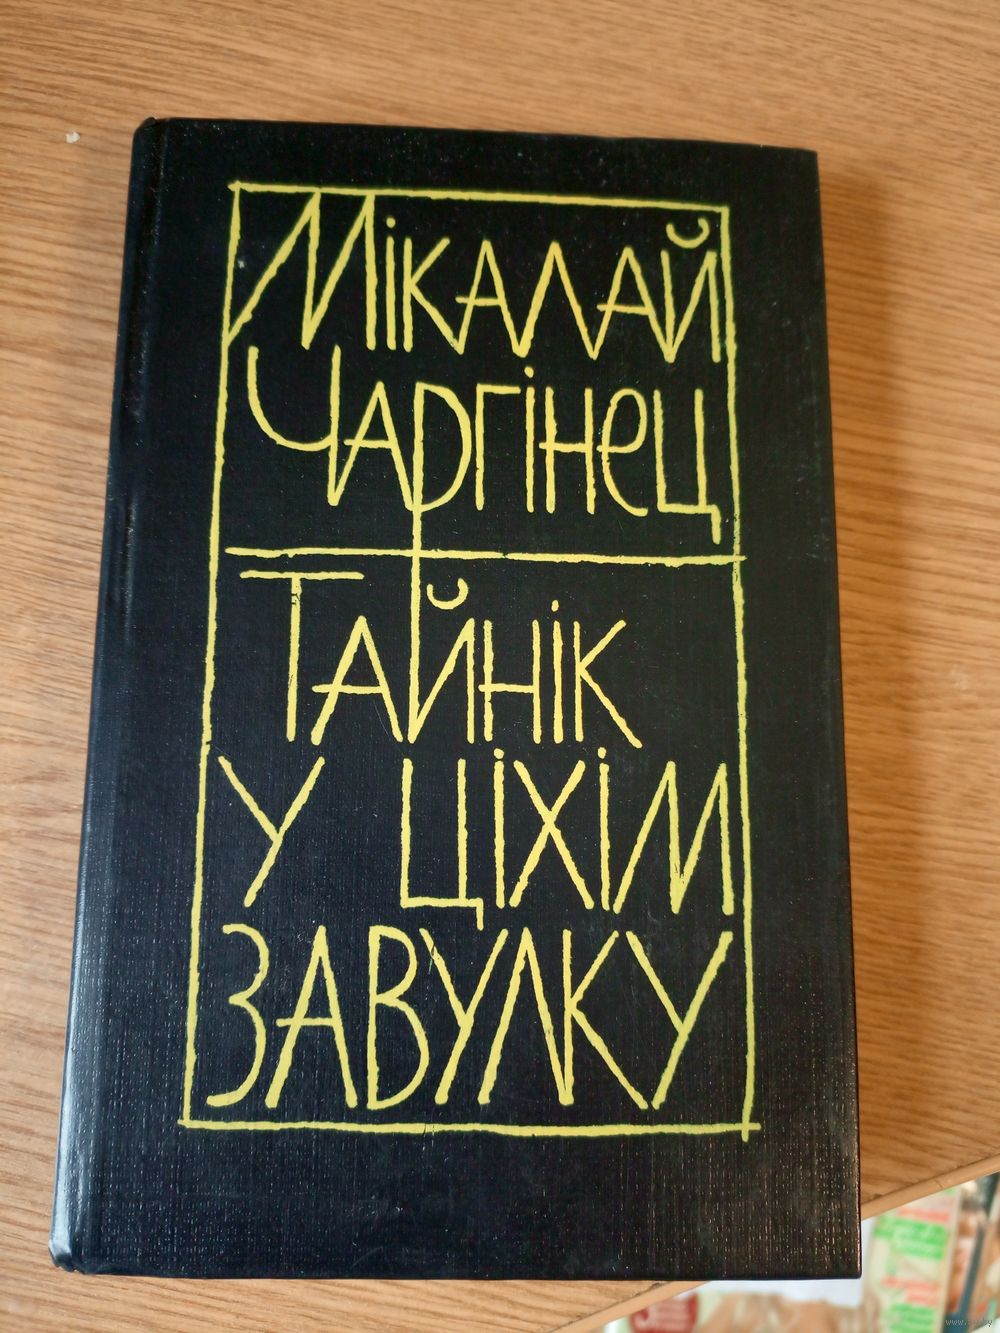 Мікалай
Чаргінец
Тайнік
у ціхім
завулку